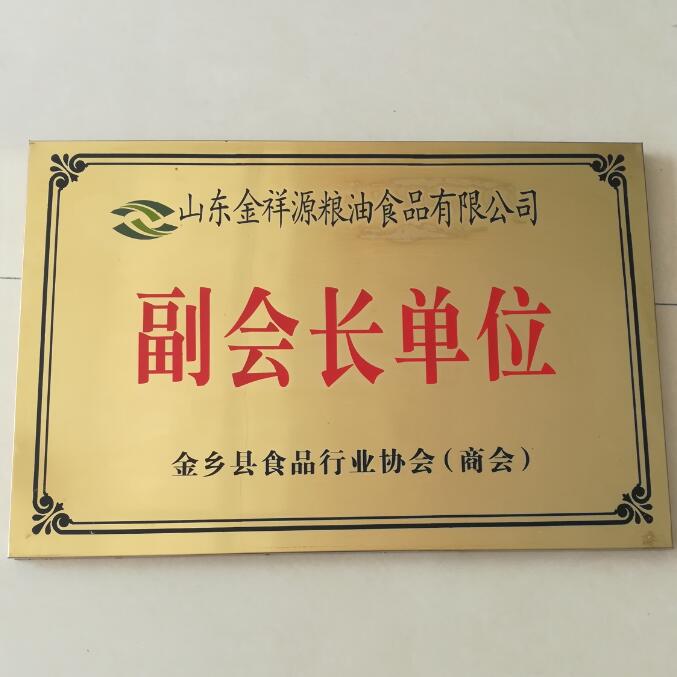 山东金祥源粮油食品有限公司
副会长单位
金乡县食品行业协会（商会）